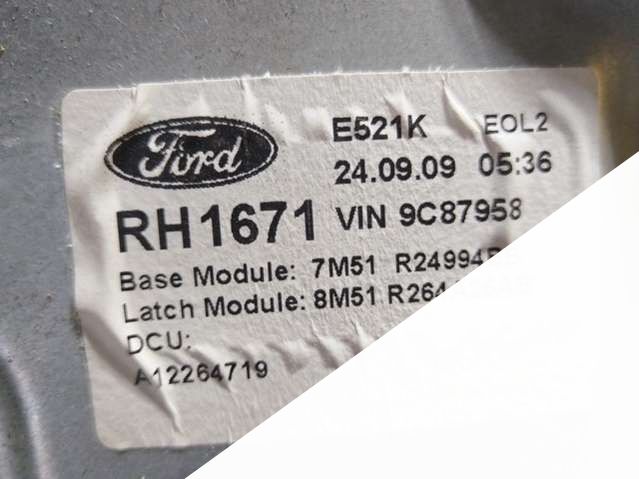 Ford
E521K EOL2
24.09.09 05:36
RH1671 VIN 9C87958
Base Module: 7M51
Latch Module: 8M51
DCU:
A12264719